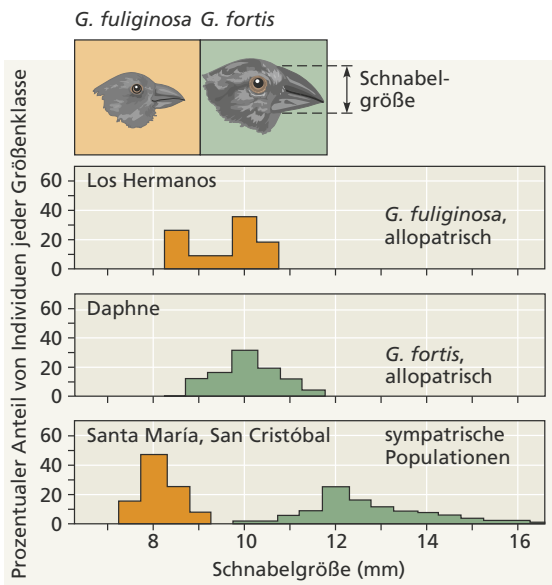 G. fuliginosa G. fortis
Schnabel-
größe
Prozentualer Anteil von Individuen jeder Größenklasse
60
40
20
0
Los Hermanos
G. fuliginosa,
allopatrisch
60
40
20
0
Daphne
G. fortis,
allopatrisch
60
40
20
0
Santa María, San Cristóbal
sympatrische
Populationen
8 10 12 14 16
Schnabelgröße (mm)